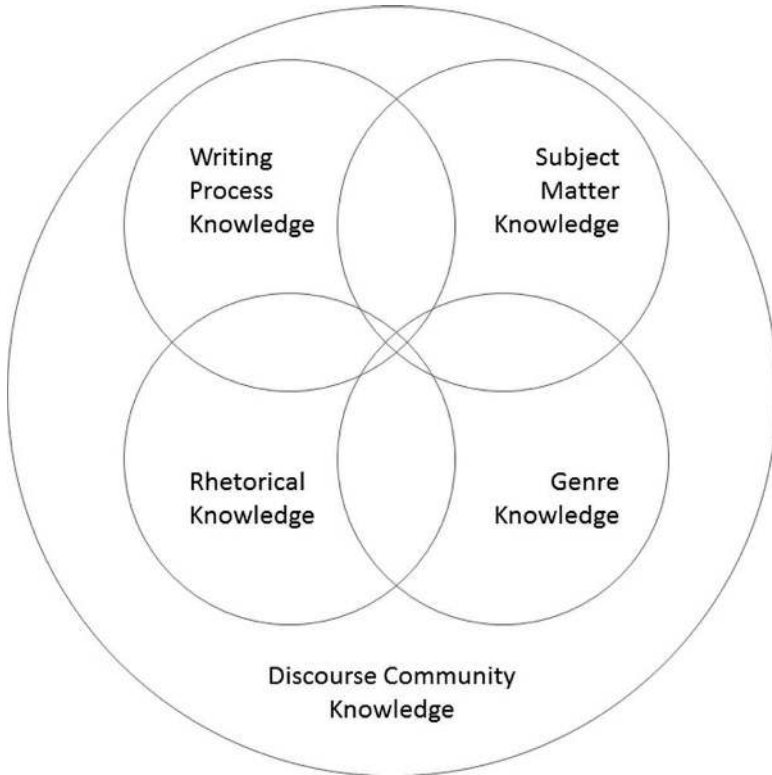 Writing
Process
Knowledge
Subject
Matter
Knowledge
Rhetorical
Knowledge
Genre
Knowledge
Discourse Community
Knowledge